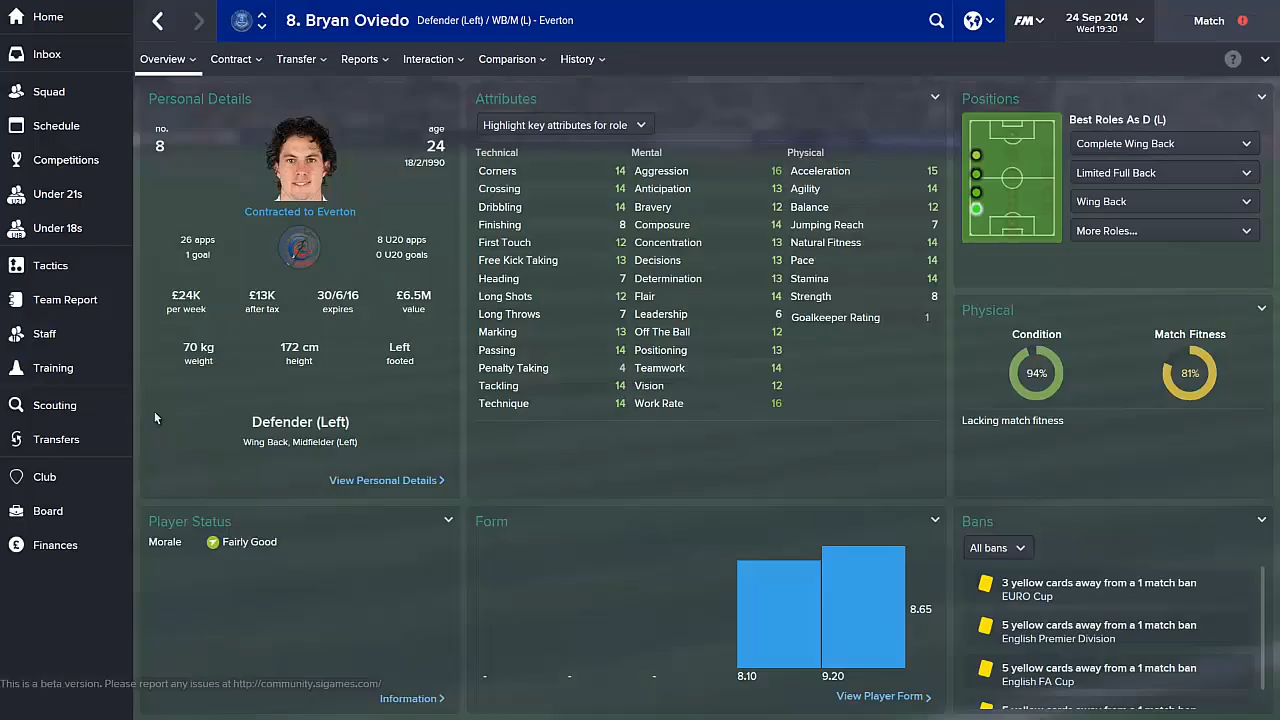 Home
Inbox
Squad
Schedule
Competitions
Under 21s
Under 18s
Tactics
Team Report
Staff
Training
Scouting
Transfers
Club
Board
Finances
8. Bryan Oviedo Defender (Left) / WB/M (L) - Everton
FM
24 Sep 2014
Wed 19:30
Match
Overview Contract Transfer Reports Interaction Comparison History
?
Personal Details
no.
8
age
24
18/2/1990
Contracted to Everton
26 apps
1 goal
8 U20 apps
0 U20 goals
£24K
per week
£13K
after tax
30/6/16
expires
£6.5M
value
70 kg
weight
172 cm
height
Left
footed
Defender (Left)
Wing Back, Midfielder (Left)
View Personal Details >
Attributes
Highlight key attributes for role
Technical Mental Physical
Corners 14 Aggression 16 Acceleration 15
Crossing 14 Anticipation 13 Agility 14
Dribbling 14 Bravery 12 Balance 12
Finishing 8 Composure 14 Jumping Reach 7
First Touch 12 Concentration 13 Natural Fitness 14
Free Kick Taking 13 Decisions 13 Pace 14
Heading 7 Determination 13 Stamina 14
Long Shots 12 Flair 14 Strength 8
Long Throws 7 Leadership 6 Goalkeeper Rating 1
Marking 13 Off The Ball 12
Passing 14 Positioning 13
Penalty Taking 4 Teamwork 14
Tackling 14 Vision 12
Technique 14 Work Rate 16
Positions
Best Roles As D (L)
Complete Wing Back
Limited Full Back
Wing Back
More Roles...
Physical
Condition
94%
Match Fitness
81%
Lacking match fitness
Player Status
Morale Fairly Good
Information >
Form
- - - 8.10 9.20
8.65
View Player Form >
Bans
All bans
3 yellow cards away from a 1 match ban
EURO Cup
5 yellow cards away from a 1 match ban
English Premier Division
5 yellow cards away from a 1 match ban
English FA Cup
This is a beta version. Please report any issues at http://community.sigames.com/